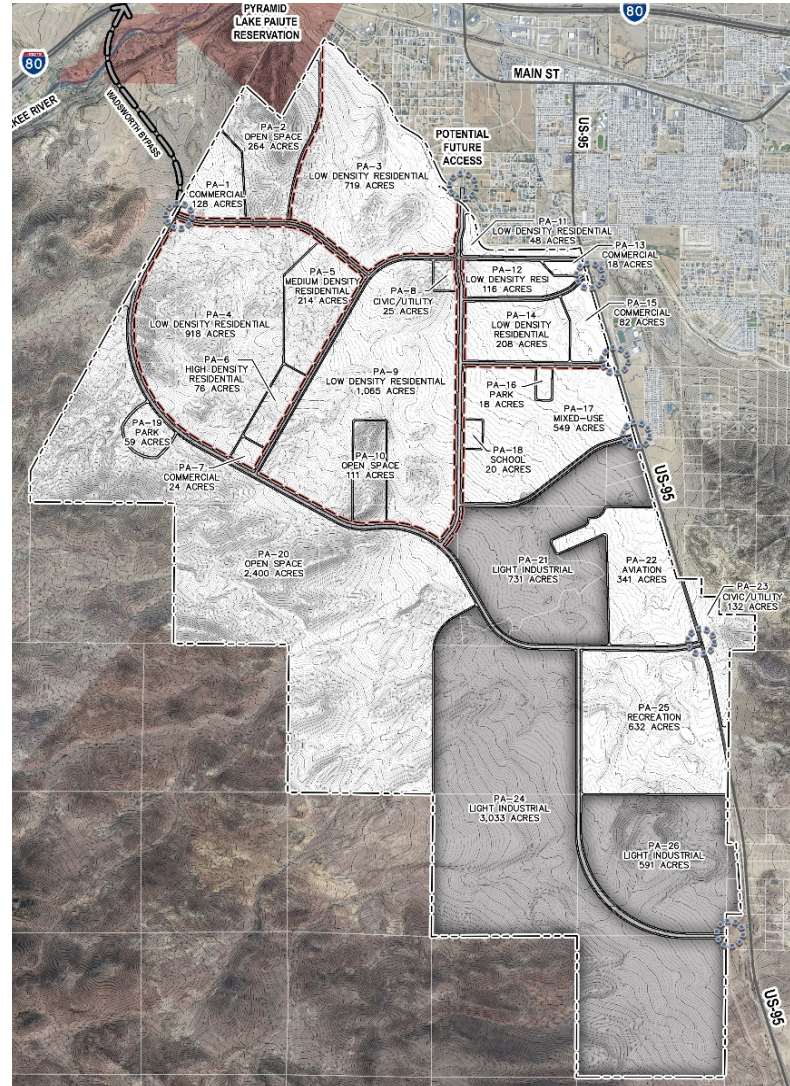 PYRAMID
LAKE PAIUTE
RESERVATION
80
80
MAIN ST
KEE RIVER
WADSWORTH BYPASS
US-95
POTENTIAL
FUTURE
ACCESS
PA-2
OPEN SPACE
264 ACRES
PA-3
LOW DENSITY RESIDENTIAL
719 ACRES
PA-1
COMMERCIAL
128 ACRES
PA-11
LOW DENSITY RESIDENTIAL
48 ACRES
PA-13
COMMERCIAL
18 ACRES
PA-5
MEDIUM DENSITY
RESIDENTIAL
214 ACRES
PA-8
CIVIC/UTILITY
25 ACRES
PA-12
LOW DENSITY RESI
116 ACRES
PA-15
COMMERCIAL
82 ACRES
PA-4
LOW DENSITY RESIDENTIAL
918 ACRES
PA-14
LOW DENSITY
RESIDENTIAL
208 ACRES
PA-6
HIGH DENSITY
RESIDENTIAL
76 ACRES
PA-9
LOW DENSITY RESIDENTIAL
1,065 ACRES
PA-16
PARK
18 ACRES
PA-17
MIXED-USE
549 ACRES
PA-19
PARK
59 ACRES
PA-18
SCHOOL
20 ACRES
PA-7
COMMERCIAL
24 ACRES
PA-10
OPEN SPACE
111 ACRES
US-95
PA-20
OPEN SPACE
2,400 ACRES
PA-21
LIGHT INDUSTRIAL
731 ACRES
PA-22
AVIATION
341 ACRES
PA-23
CIVIC/UTILITY
132 ACRES
PA-25
RECREATION
632 ACRES
PA-24
LIGHT INDUSTRIAL
3,033 ACRES
PA-26
LIGHT INDUSTRIAL
591 ACRES
US-95